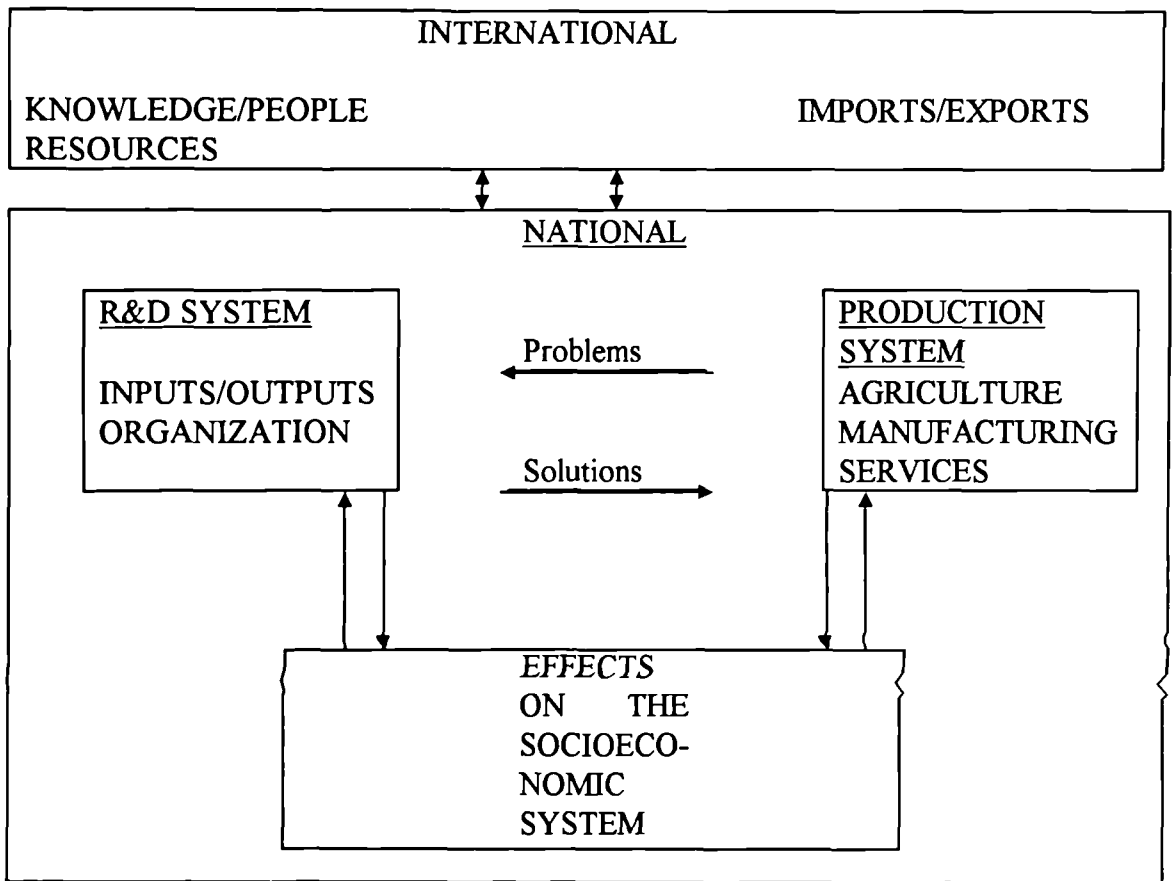 INTERNATIONAL
KNOWLEDGE/PEOPLE
RESOURCES
IMPORTS/EXPORTS
NATIONAL
R&D SYSTEM
INPUTS/OUTPUTS
ORGANIZATION
Problems
Solutions
PRODUCTION
SYSTEM
AGRICULTURE
MANUFACTURING
SERVICES
EFFECTS
ON THE
SOCIOECO-
NOMIC
SYSTEM